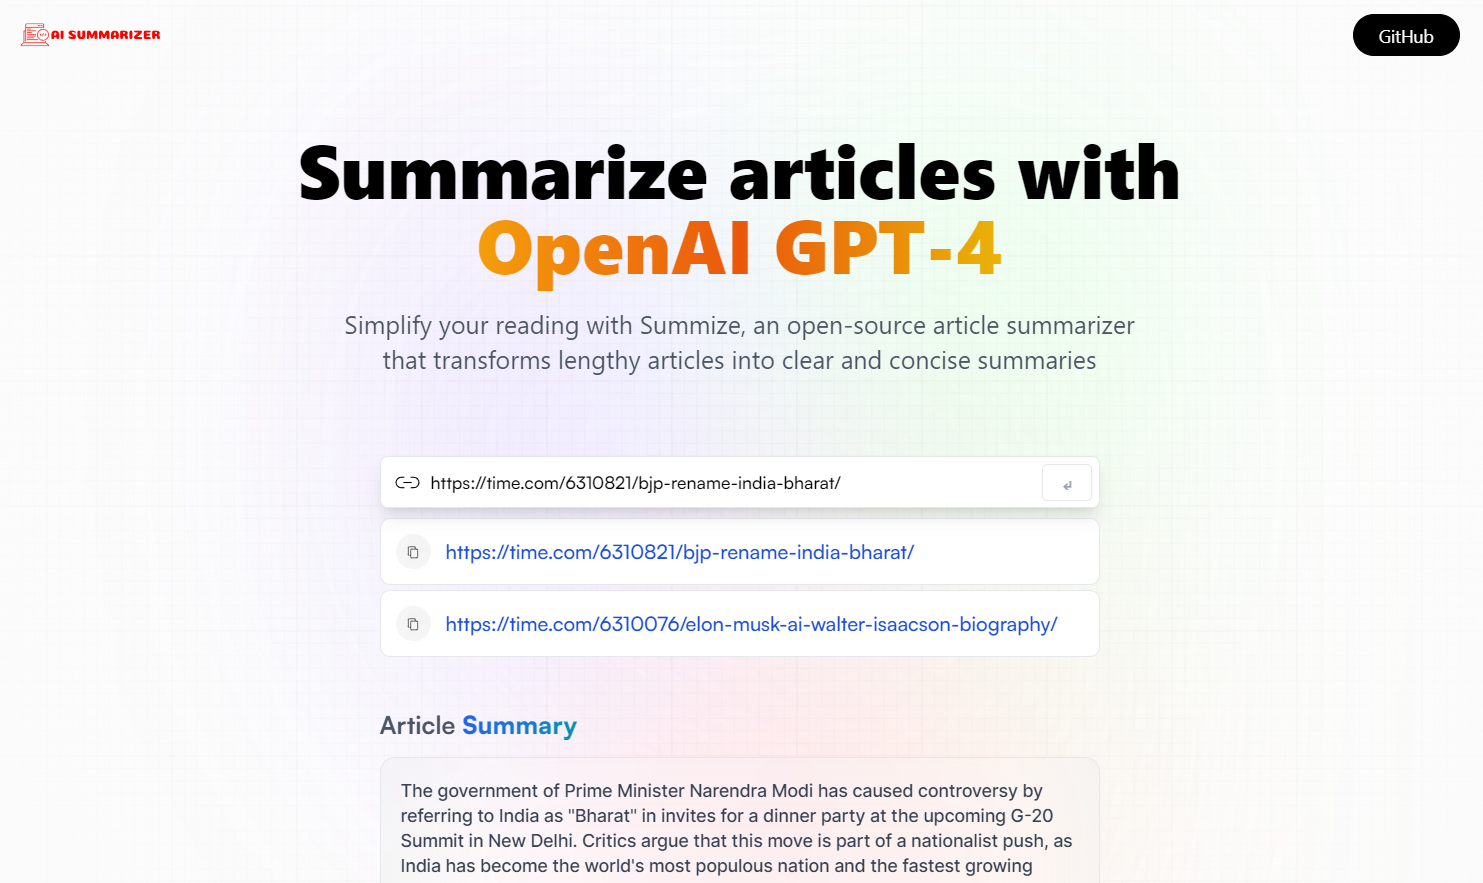 AI SUMMARIZER
GitHub
Summarize articles with
OpenAI GPT-4
Simplify your reading with Summize, an open-source article summarizer
that transforms lengthy articles into clear and concise summaries
https://time.com/6310821/bjp-rename-india-bharat/
https://time.com/6310821/bjp-rename-india-bharat/
https://time.com/6310076/elon-musk-ai-walter-isaacson-biography/
Article Summary
The government of Prime Minister Narendra Modi has caused controversy by
referring to India as "Bharat" in invites for a dinner party at the upcoming G-20
Summit in New Delhi. Critics argue that this move is part of a nationalist push, as
India has become the world's most populous nation and the fastest growing